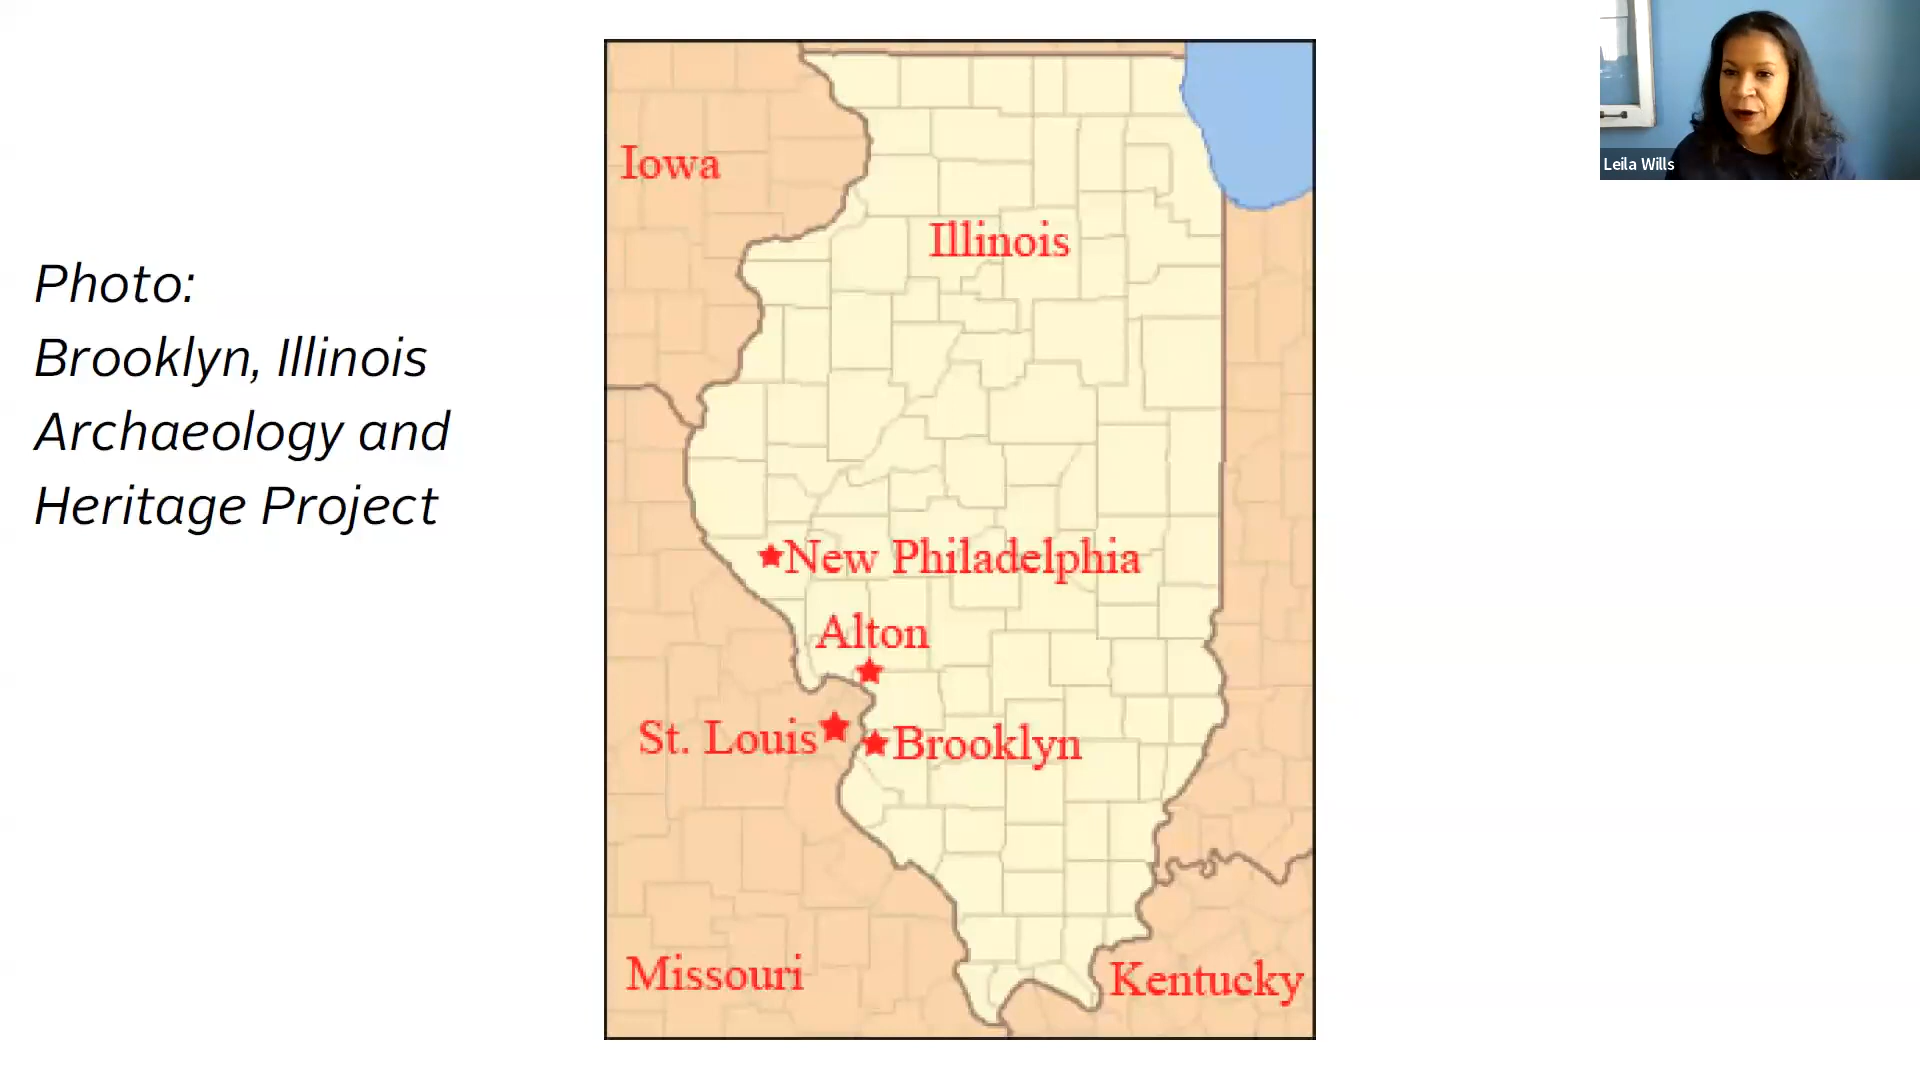 Photo:
Brooklyn, Illinois
Archaeology and
Heritage Project
Iowa
Illinois
New Philadelphia
Alton
St. Louis
Brooklyn
Missouri
Kentucky
Leila Wills